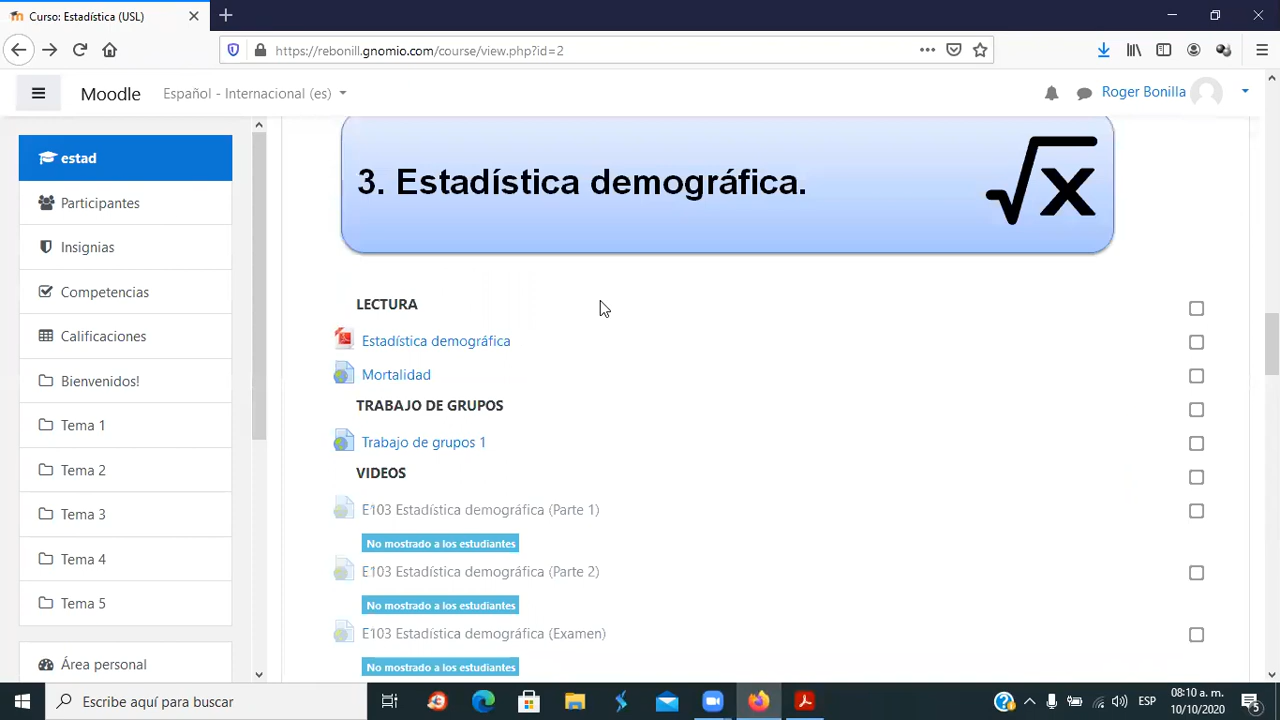 Curso: Estadística (USL)
https://rebonill.gnomio.com/course/view.php?id=2
Moodle
Español - Internacional (es)
Roger Bonilla
estad
Participantes
Insignias
Competencias
Calificaciones
Bienvenidos!
Tema 1
Tema 2
Tema 3
Tema 4
Tema 5
Área personal
3. Estadística demográfica.
√x
LECTURA
Estadística demográfica
Mortalidad
TRABAJO DE GRUPOS
Trabajo de grupos 1
VIDEOS
E103 Estadística demográfica (Parte 1)
No mostrado a los estudiantes
E103 Estadística demográfica (Parte 2)
No mostrado a los estudiantes
E103 Estadística demográfica (Examen)
No mostrado a los estudiantes
Escribe aquí para buscar
ESP
08:10 a. m.
10/10/2020
5